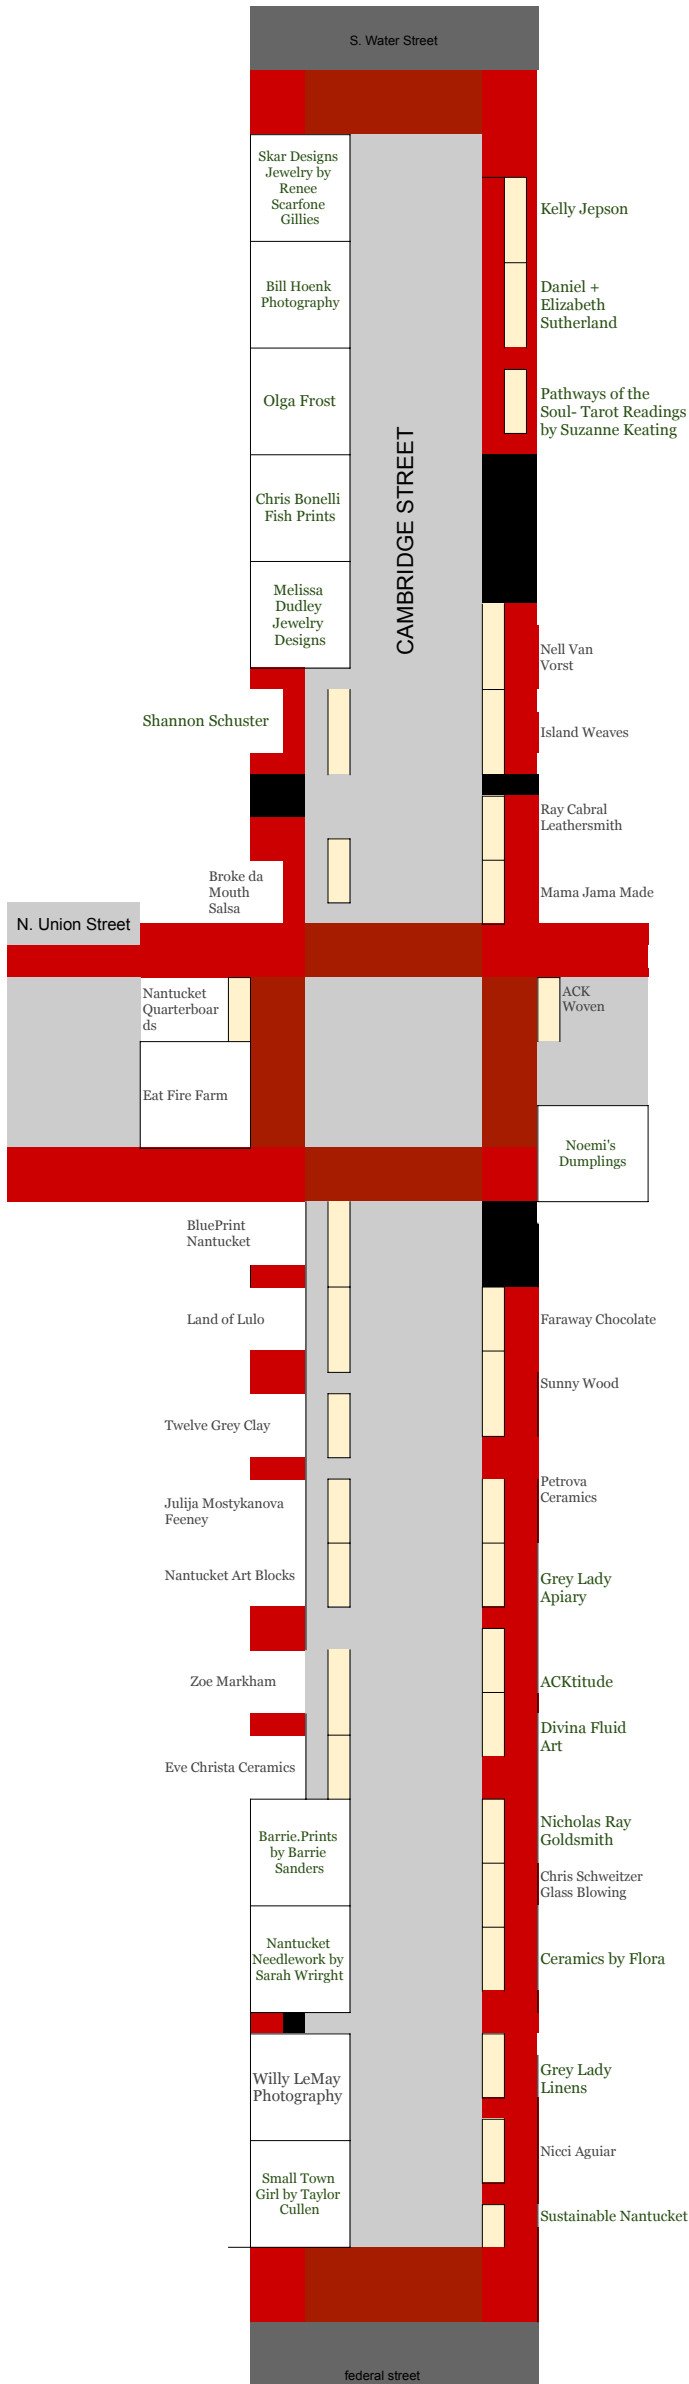 S. Water Street
Skar Designs
Jewelry by
Renee
Scarfone
Gillies
Kelly Jepson
Bill Hoenk
Photography
Daniel +
Elizabeth
Sutherland
Olga Frost
Pathways of the
Soul- Tarot Readings
by Suzanne Keating
CAMBRIDGE STREET
Chris Bonelli
Fish Prints
Melissa
Dudley
Jewelry
Designs
Nell Van
Vorst
Shannon Schuster
Island Weaves
Ray Cabral
Leathersmith
Broke da
Mouth
Salsa
Mama Jama Made
N. Union Street
Nantucket
Quarterboar
ds
ACK
Woven
Eat Fire Farm
Noemi's
Dumplings
BluePrint
Nantucket
Land of Lulo
Faraway Chocolate
Sunny Wood
Twelve Grey Clay
Petrova
Ceramics
Julija Mostykanova
Feeney
Nantucket Art Blocks
Grey Lady
Apiary
Zoe Markham
ACKtitude
Divina Fluid
Art
Eve Christa Ceramics
Barrie.Prints
by Barrie
Sanders
Nicholas Ray
Goldsmith
Chris Schweitzer
Glass Blowing
Nantucket
Needlework by
Sarah Wrirght
Ceramics by Flora
Willy LeMay
Photography
Grey Lady
Linens
Nicci Aguiar
Small Town
Girl by Taylor
Cullen
Sustainable Nantucket
federal street